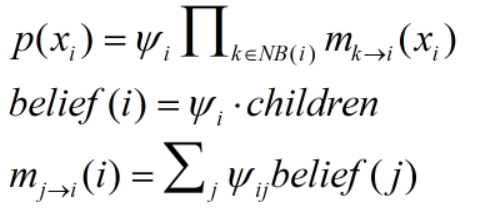 p(x_i) = ψ_i ∏_{k∈NB(i)} m_{k→i}(x_i)
belief(i) = ψ_i · children
m_{j→i}(i) = ∑_j ψ_{ij} belief(j)